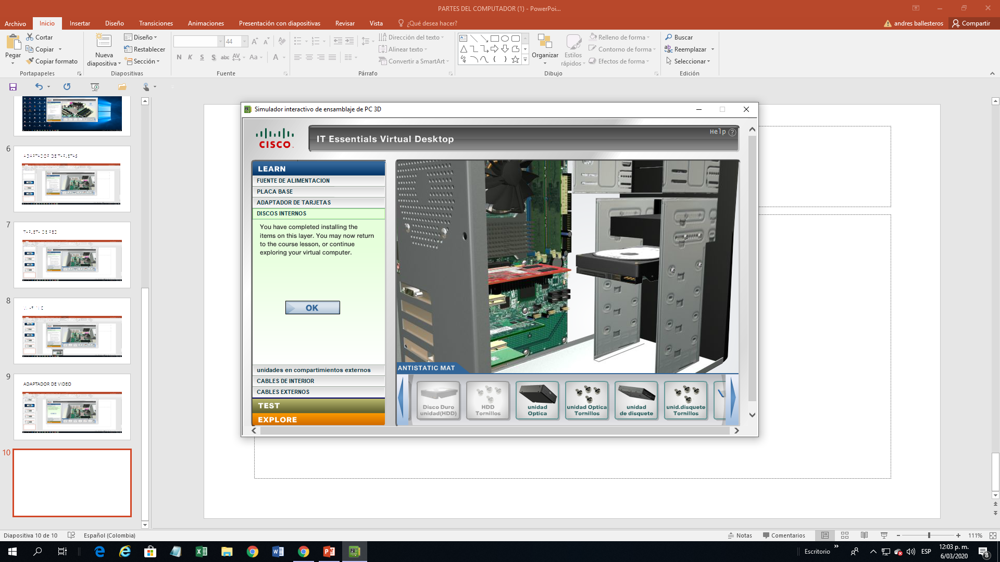 PARTES DEL COMPUTADOR (1) - PowerPoi...
Archivo
Inicio
Insertar
Diseño
Transiciones
Animaciones
Presentación con diapositivas
Revisar
Vista
¿Qué desea hacer?
andres ballesteros
Compartir
Pegar
Cortar
Copiar
Copiar formato
Portapapeles
Nueva
diapositiva
Diseño
Restablecer
Sección
Diapositivas
44
N K S S abc AV Aa A
Fuente
Dirección del texto
Alinear texto
Convertir a SmartArt
Párrafo
Organizar
Estilos
rápidos
Relleno de forma
Contorno de forma
Efectos de forma
Dibujo
Buscar
Reemplazar
Seleccionar
Edición
6
ADAPTADOR DE TARJETAS
7
TARJETA DE RED
8
9
ADAPTADOR DE VIDEO
10
Simulador interactivo de ensamblaje de PC 3D
CISCO
IT Essentials Virtual Desktop
Help ?
LEARN
FUENTE DE ALIMENTACION
PLACA BASE
ADAPTADOR DE TARJETAS
DISCOS INTERNOS
You have completed installing the
items on this layer. You may now return
to the course lesson, or continue
exploring your virtual computer.
OK
unidades en compartimientos externos
CABLES DE INTERIOR
CABLES EXTERNOS
TEST
EXPLORE
ANTISTATIC MAT
Disco Duro
unidad(HDD)
HDD
Tornillos
unidad
Optica
unidad Optica
Tornillos
unidad
de disquete
unid.disquete
Tornillos
Diapositiva 10 de 10
Español (Colombia)
Notas
Comentarios
111%
Escritorio
ESP
12:03 p. m.
6/03/2020
8